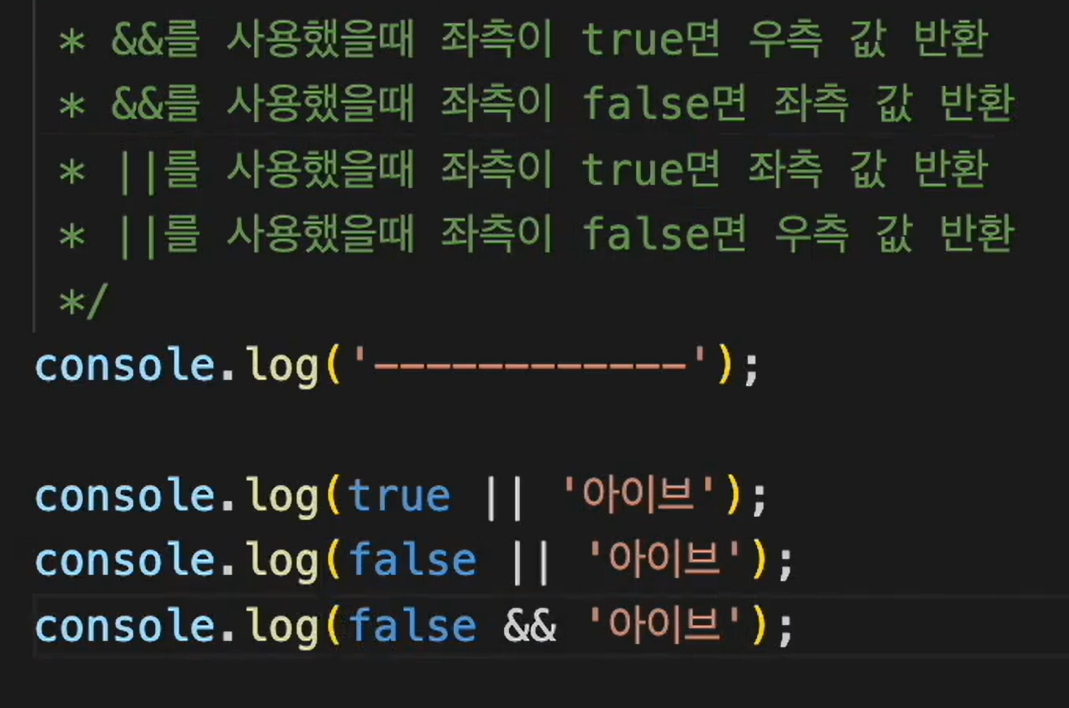 * &&를 사용했을때 좌측이 true면 우측 값 반환
* &&를 사용했을때 좌측이 false면 좌측 값 반환
* ||를 사용했을때 좌측이 true면 좌측 값 반환
* ||를 사용했을때 좌측이 false면 우측 값 반환
*/
console.log('------------');
console.log(true || '아이브');
console.log(false || '아이브');
console.log(false && '아이브');